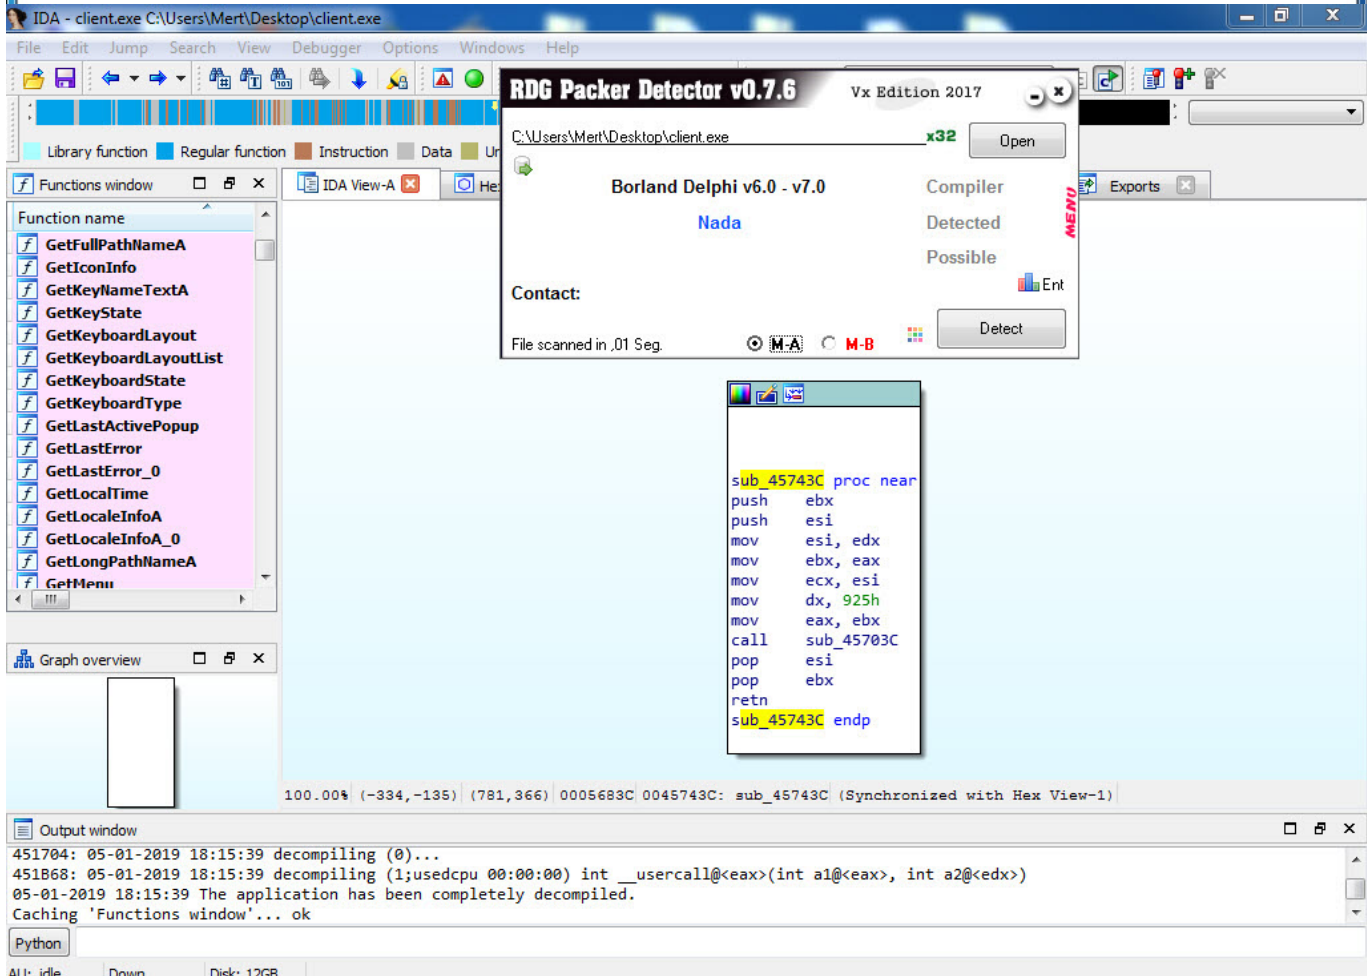 IDA - client.exe C:\Users\Mert\Desktop\client.exe
File Edit Jump Search View Debugger Options Windows Help
RDG Packer Detector v0.7.6 Vx Edition 2017
C:\Users\Mert\Desktop\client.exe x32 Open
Library function Regular function Instruction Data Un
Borland Delphi v6.0 - v7.0 Compiler
Nada Detected
Possible
MENU
Ent
Contact:
File scanned in ,01 Seg. M-A M-B Detect
Functions window IDA View-A He Exports
Function name
GetFullPathNameA
GetIconInfo
GetKeyNameTextA
GetKeyState
GetKeyboardLayout
GetKeyboardLayoutList
GetKeyboardState
GetKeyboardType
GetLastActivePopup
GetLastError
GetLastError_0
GetLocalTime
GetLocaleInfoA
GetLocaleInfoA_0
GetLongPathNameA
GetMenu
sub_45743C proc near
push ebx
push esi
mov esi, edx
mov ebx, eax
mov ecx, esi
mov dx, 925h
mov eax, ebx
call sub_45703C
pop esi
pop ebx
retn
sub_45743C endp
Graph overview
100.00% (-334,-135) (781,366) 0005683C 0045743C: sub_45743C (Synchronized with Hex View-1)
Output window
451704: 05-01-2019 18:15:39 decompiling (0)...
451B68: 05-01-2019 18:15:39 decompiling (1;usedcpu 00:00:00) int __usercall@<eax>(int a1@<eax>, int a2@<edx>)
05-01-2019 18:15:39 The application has been completely decompiled.
Caching 'Functions window'... ok
Python
AU: idle Down Disk: 12GB